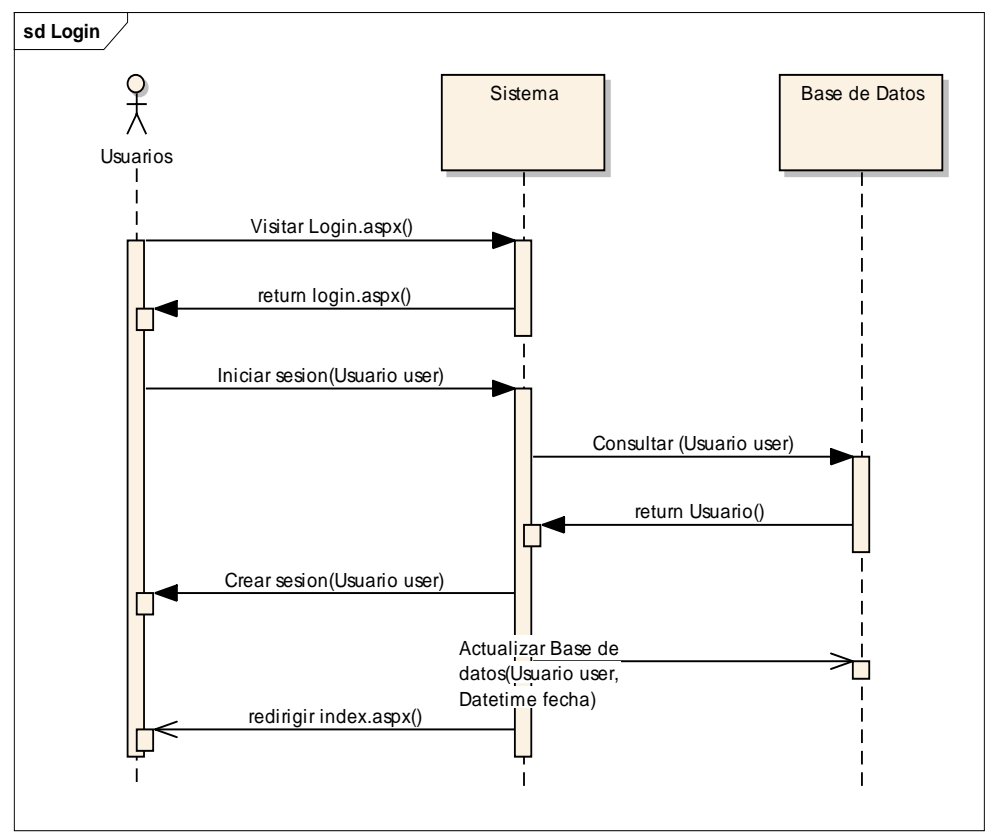 sd Login
Usuarios
Sistema
Base de Datos
Visitar Login.aspx()
return login.aspx()
Iniciar sesion(Usuario user)
Consultar (Usuario user)
return Usuario()
Crear sesion(Usuario user)
Actualizar Base de
datos(Usuario user,
Datetime fecha)
redirigir index.aspx()